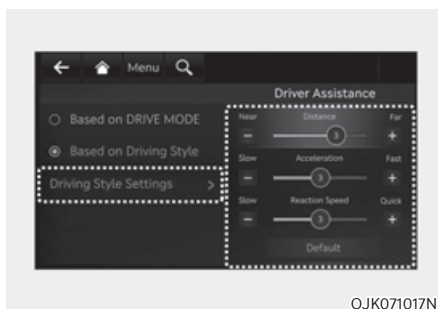 Menu
Driver Assistance
Based on DRIVE MODE
Based on Driving Style
Driving Style Settings >
Near Distance Far
− 3 +
Slow Acceleration Fast
− 3 +
Slow Reaction Speed Quick
− 3 +
Default
OJK071017N